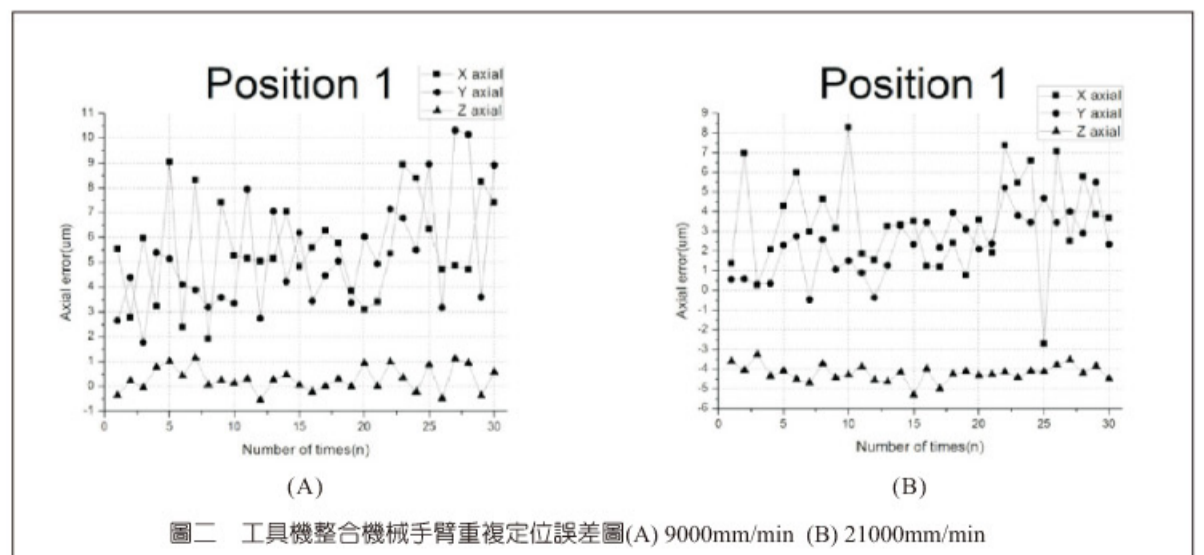 Position 1
X axial
Y axial
Z axial
11
10
9
8
7
6
5
4
3
2
1
0
-1
Axial error(um)
0 5 10 15 20 25 30
Number of times(n)
(A)
Position 1
X axial
Y axial
Z axial
9
8
7
6
5
4
3
2
1
0
-1
-2
-3
-4
-5
-6
Axial error(um)
0 5 10 15 20 25 30
Number of times(n)
(B)
圖二 工具機整合機械手臂重複定位誤差圖(A) 9000mm/min (B) 21000mm/min